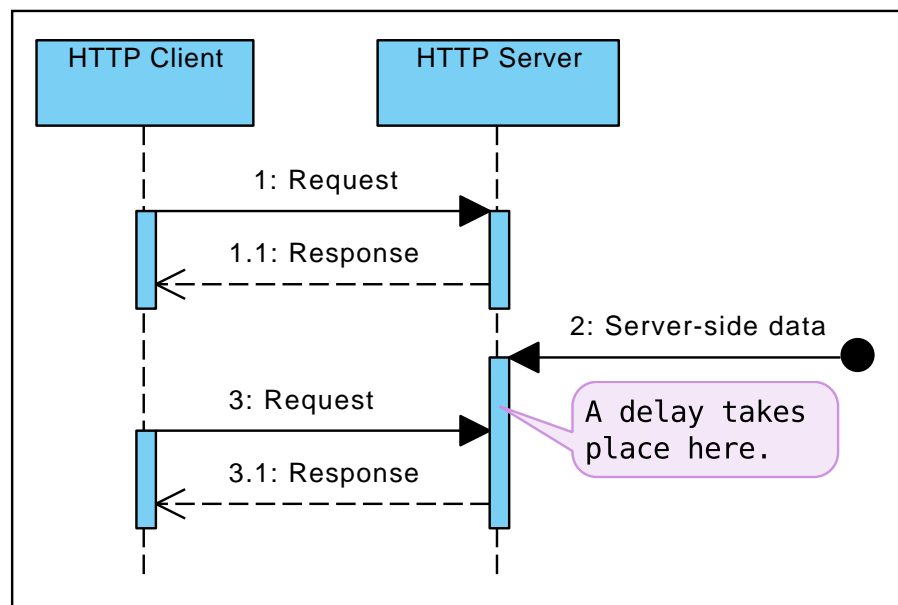 HTTP Client
HTTP Server
1: Request
1.1: Response
2: Server-side data
3: Request
A delay takes
place here.
3.1: Response